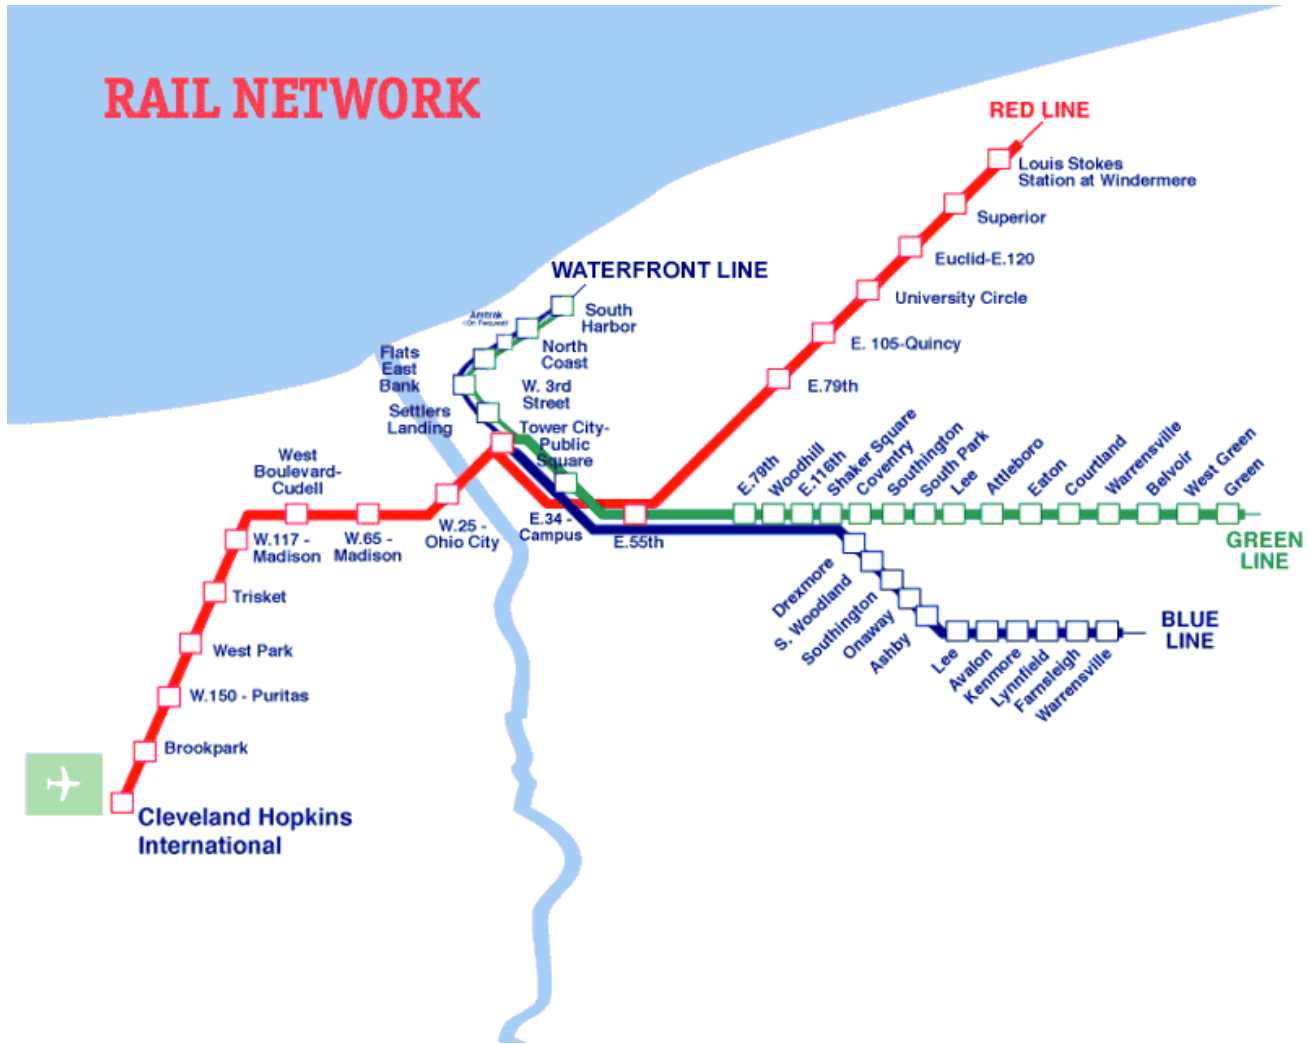 RAIL NETWORK
RED LINE
Louis Stokes
Station at Windermere
Superior
Euclid-E.120
University Circle
E. 105-Quincy
E.79th
WATERFRONT LINE
South
Harbor
Amtrak
North
Coast
Flats
East
Bank
W. 3rd
Street
Settlers
Landing
Tower City-
Public
Square
West
Boulevard-
Cudell
W.117 -
Madison
W.65 -
Madison
W.25 -
Ohio City
E.34 -
Campus
E.55th
E.79th
Woodhill
E.116th
Shaker Square
Coventry
Southington
South Park
Lee
Attleboro
Eaton
Courtland
Warrensville
Belvoir
West Green
Green
GREEN
LINE
Drexmore
S. Woodland
Southington
Onaway
Ashby
Lee
Avalon
Kenmore
Lynnfield
Farnsleigh
Warrensville
BLUE
LINE
Trisket
West Park
W.150 - Puritas
Brookpark
Cleveland Hopkins
International